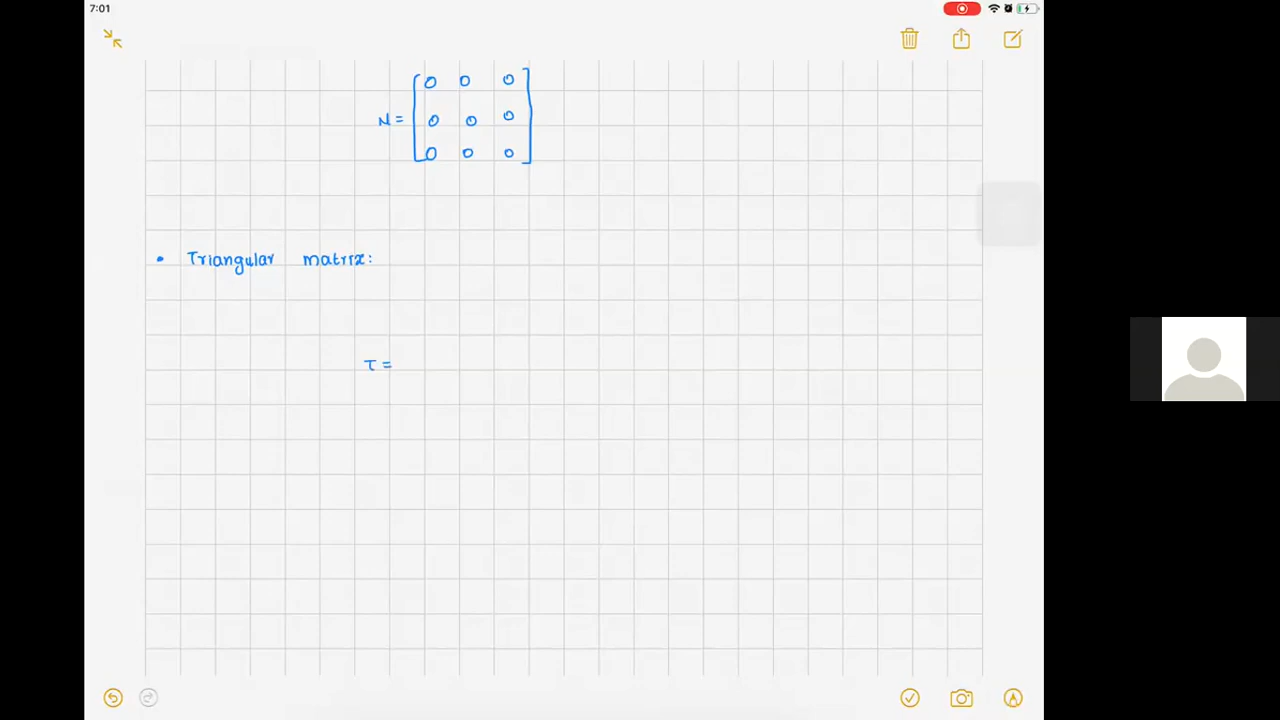 7:01
N = [ 0 0 0
0 0 0
0 0 0 ]
• Triangular matrix:
T =